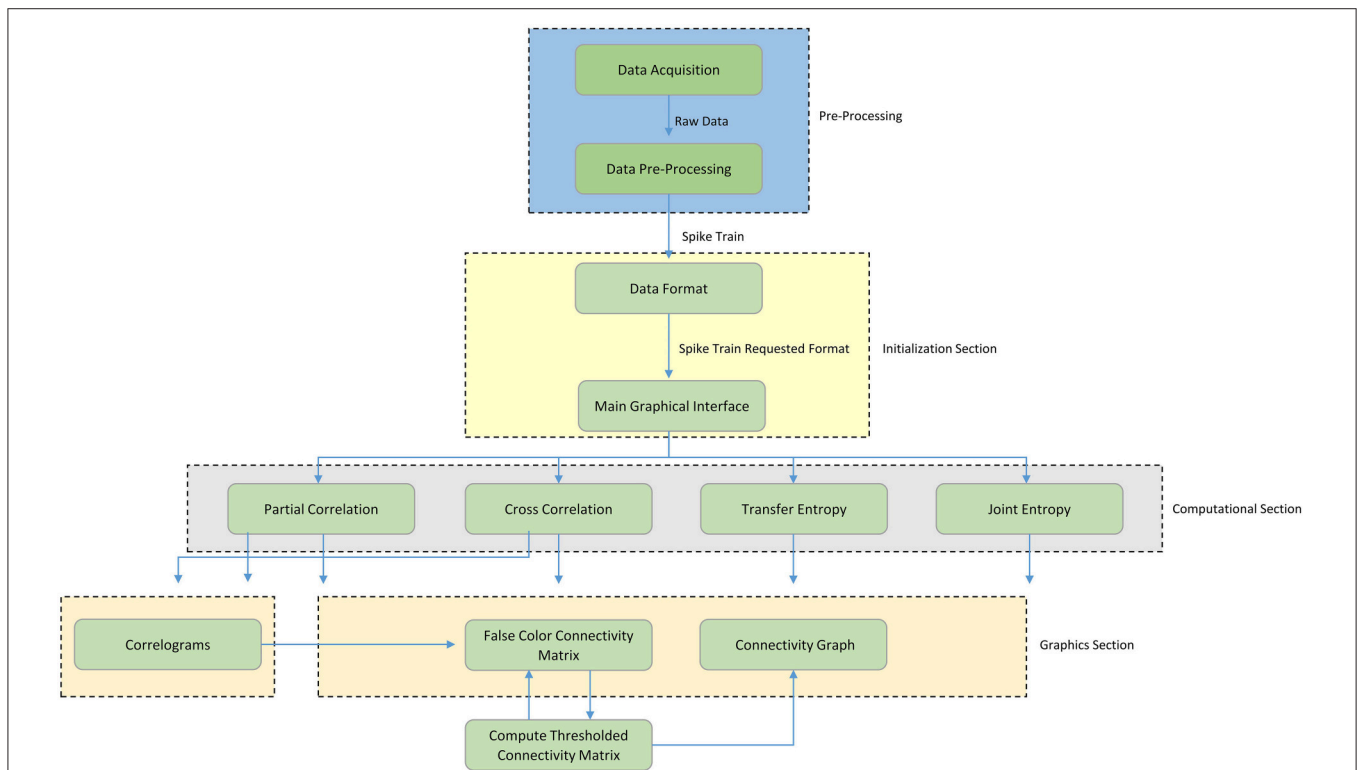 Data Acquisition
Raw Data
Pre-Processing
Data Pre-Processing
Spike Train
Data Format
Spike Train Requested Format
Initialization Section
Main Graphical Interface
Partial Correlation
Cross Correlation
Transfer Entropy
Joint Entropy
Computational Section
Correlograms
False Color Connectivity
Matrix
Connectivity Graph
Graphics Section
Compute Thresholded
Connectivity Matrix